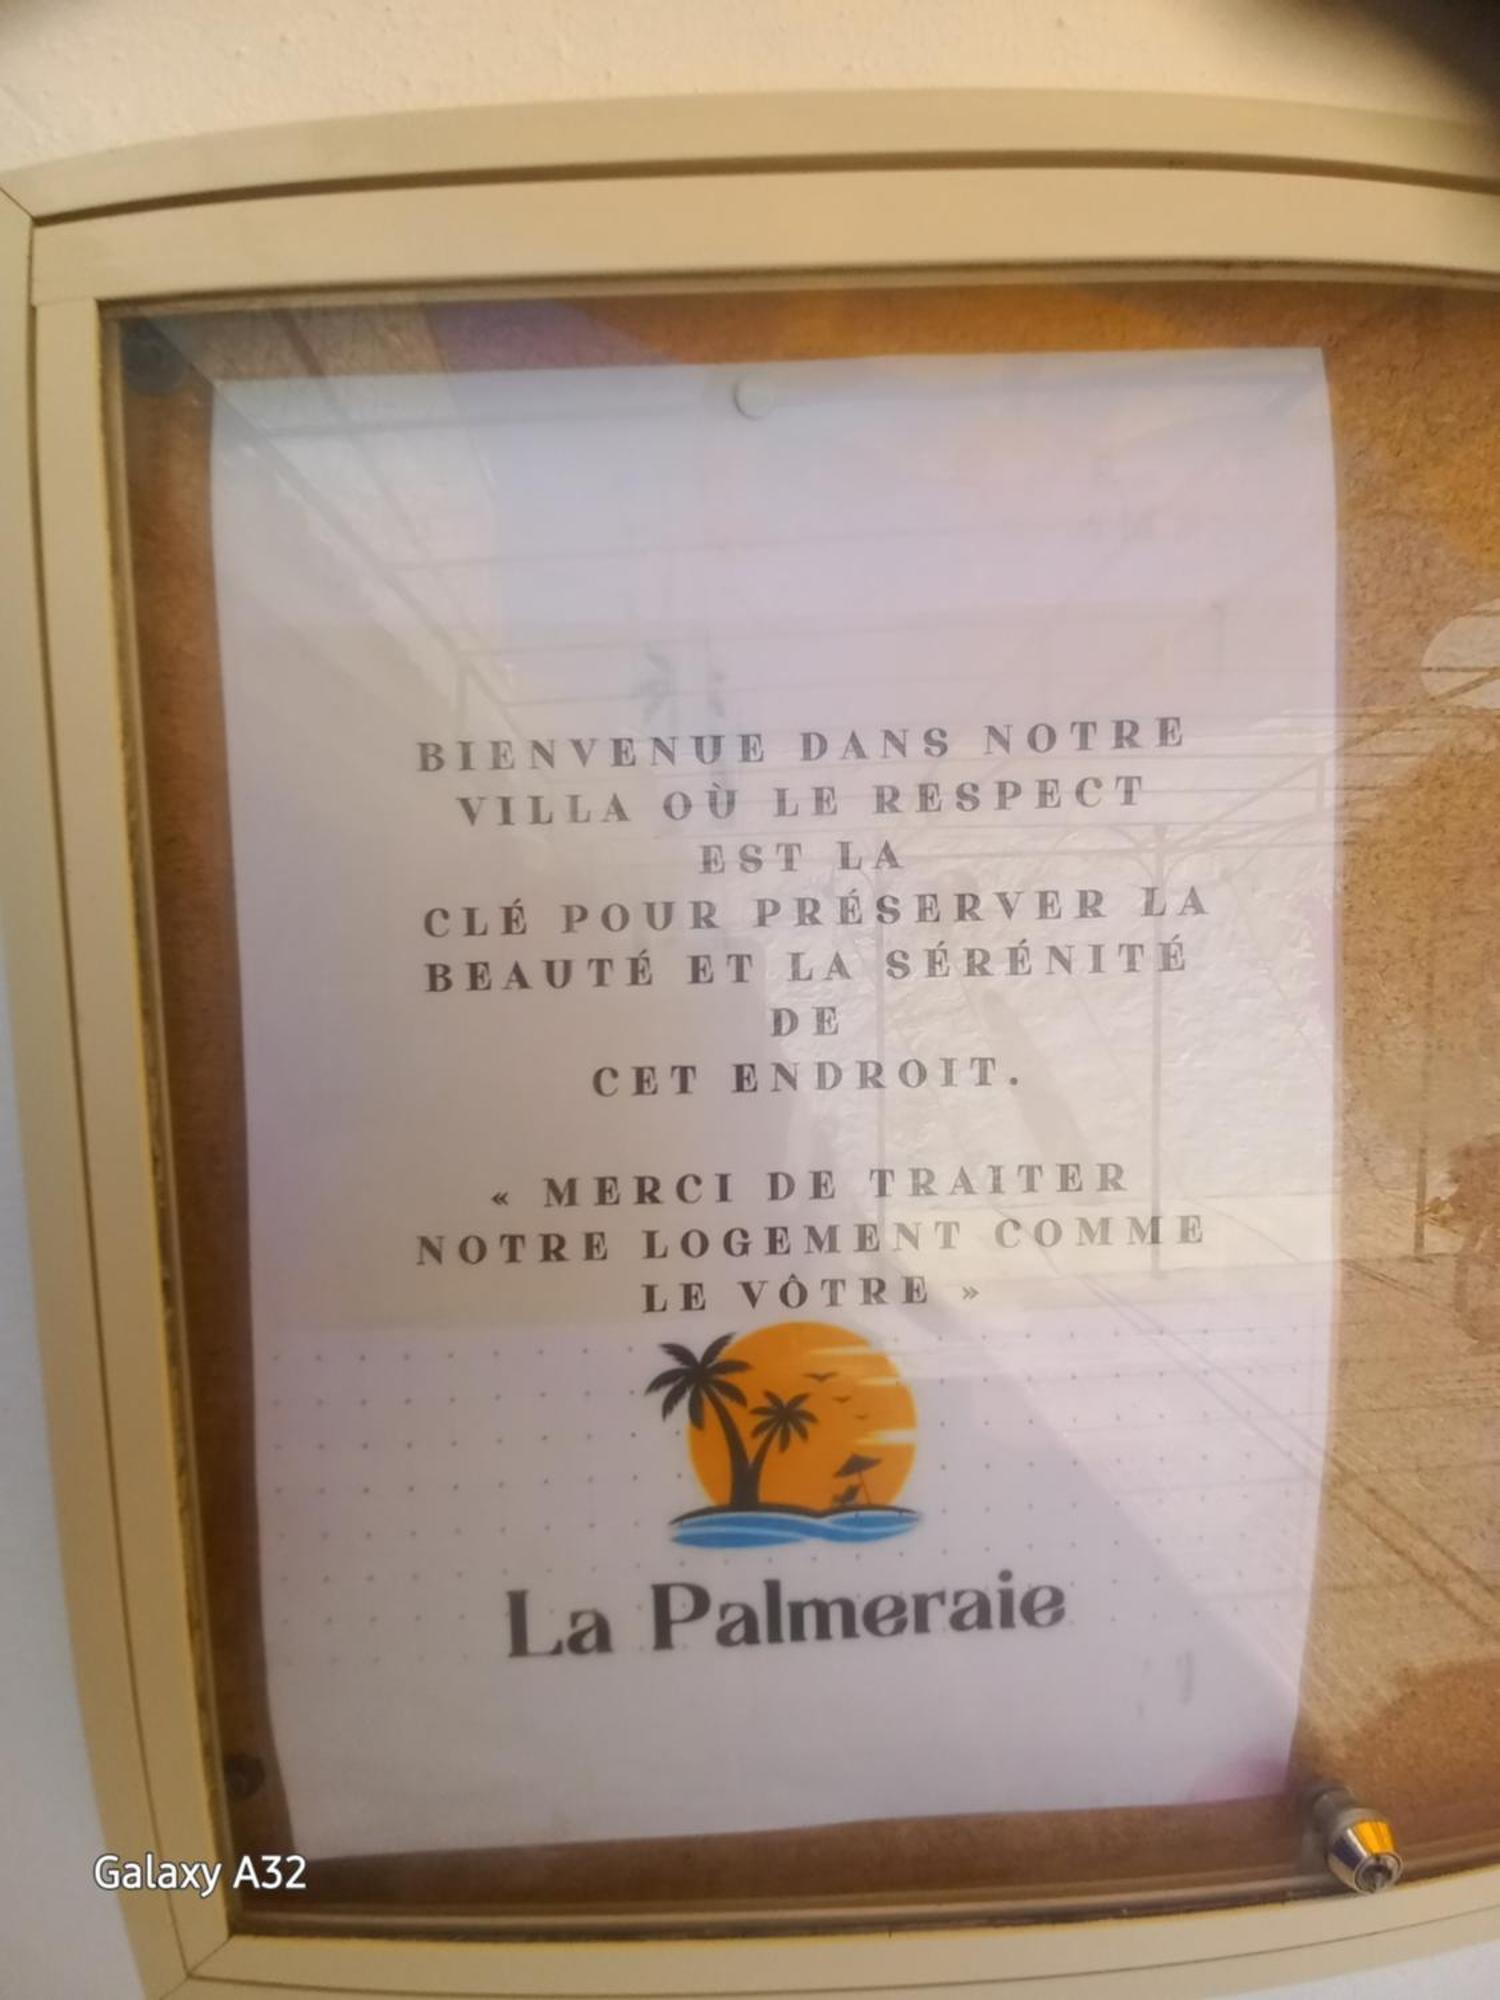 BIENVENUE DANS NOTRE
VILLA OÙ LE RESPECT
EST LA
CLÉ POUR PRÉSERVER LA
BEAUTÉ ET LA SÉRÉNITÉ
DE
CET ENDROIT.
« MERCI DE TRAITER
NOTRE LOGEMENT COMME
LE VÔTRE »
La Palmeraie
Galaxy A32